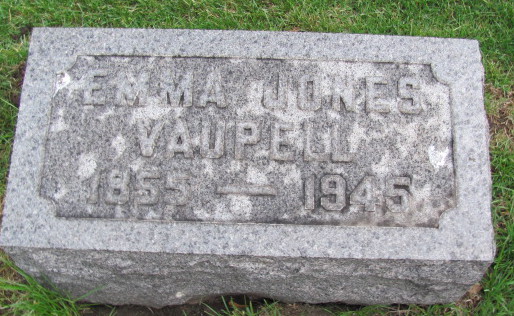 EMMA JONES
VAUPELL
1855 — 1945